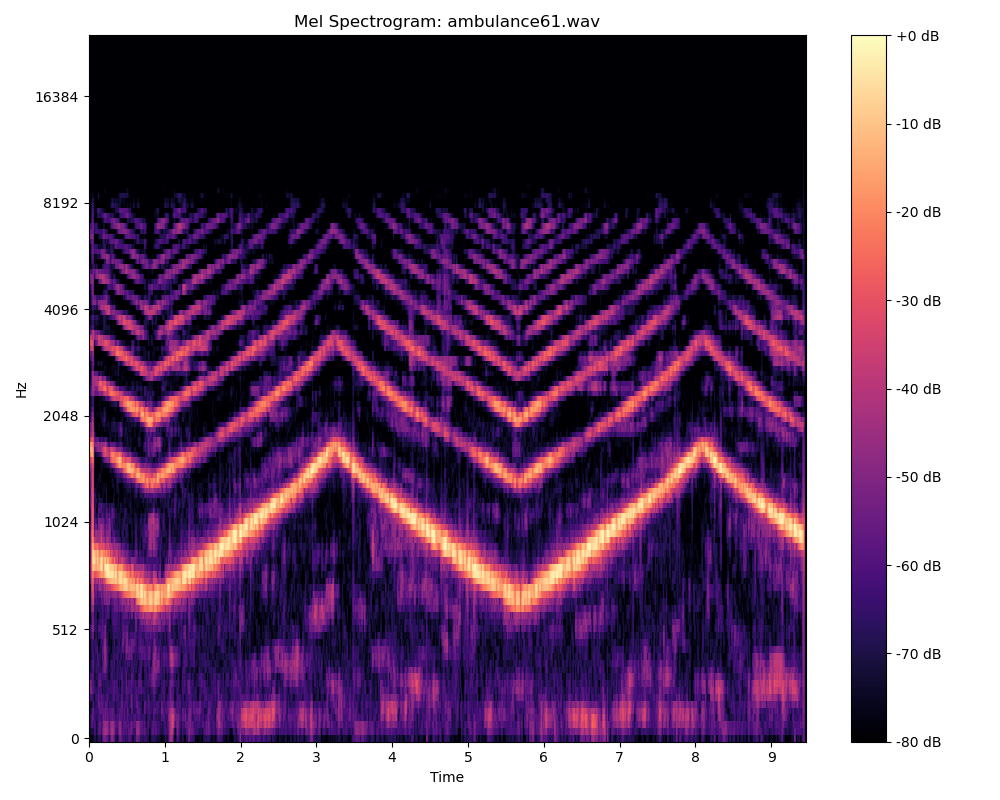 Mel Spectrogram: ambulance61.wav
+0 dB
16384
-10 dB
8192
-20 dB
4096
-30 dB
Hz
-40 dB
2048
-50 dB
1024
-60 dB
512
-70 dB
0
-80 dB
0 1 2 3 4 5 6 7 8 9
Time